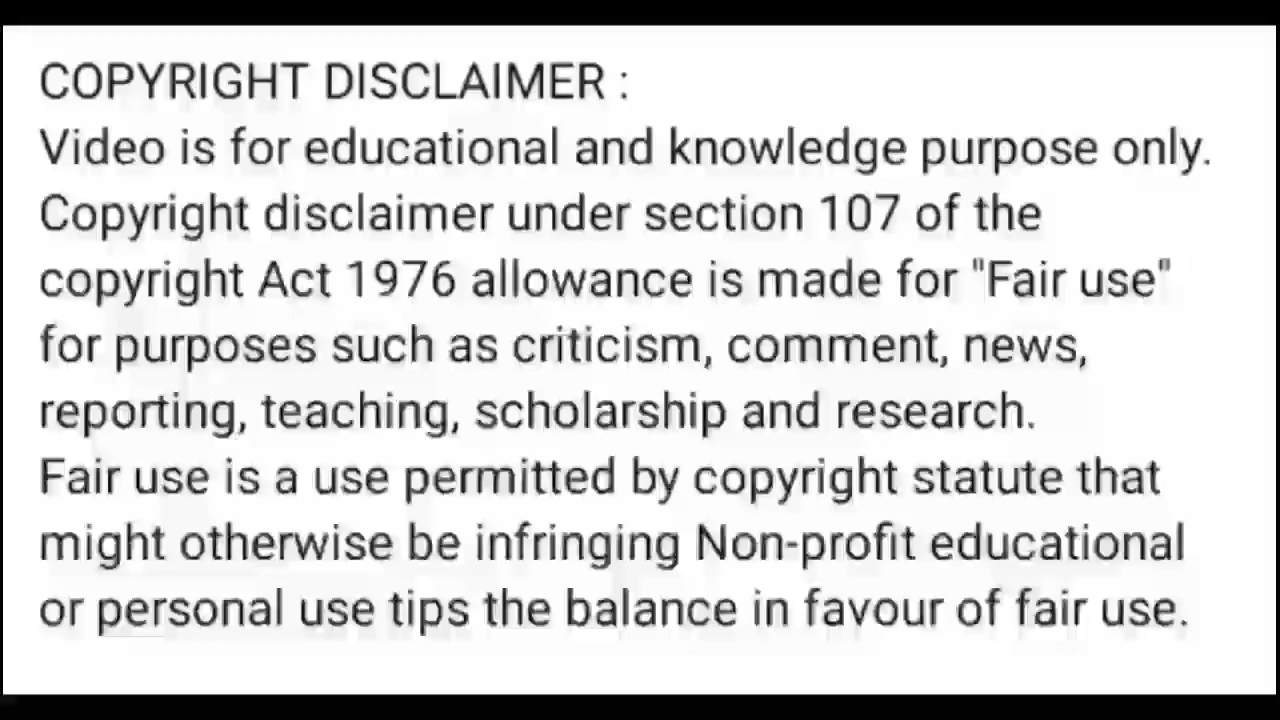 COPYRIGHT DISCLAIMER :
Video is for educational and knowledge purpose only.
Copyright disclaimer under section 107 of the
copyright Act 1976 allowance is made for "Fair use"
for purposes such as criticism, comment, news,
reporting, teaching, scholarship and research.
Fair use is a use permitted by copyright statute that
might otherwise be infringing Non-profit educational
or personal use tips the balance in favour of fair use.